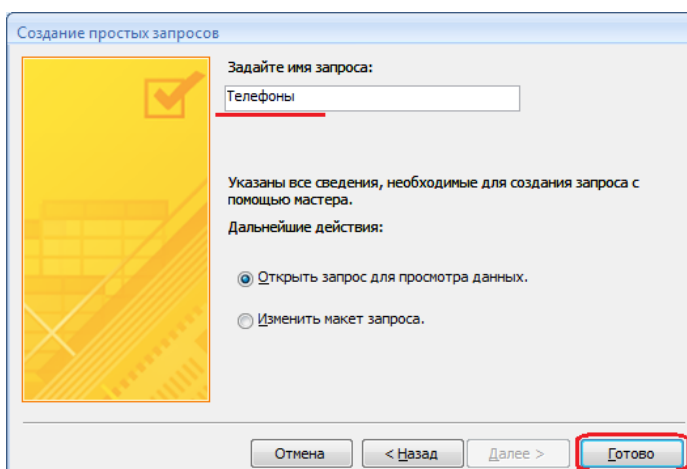 Создание простых запросов
Задайте имя запроса:
Телефоны
Указаны все сведения, необходимые для создания запроса с
помощью мастера.
Дальнейшие действия:
Открыть запрос для просмотра данных.
Изменить макет запроса.
Отмена
< Назад
Далее >
Готово